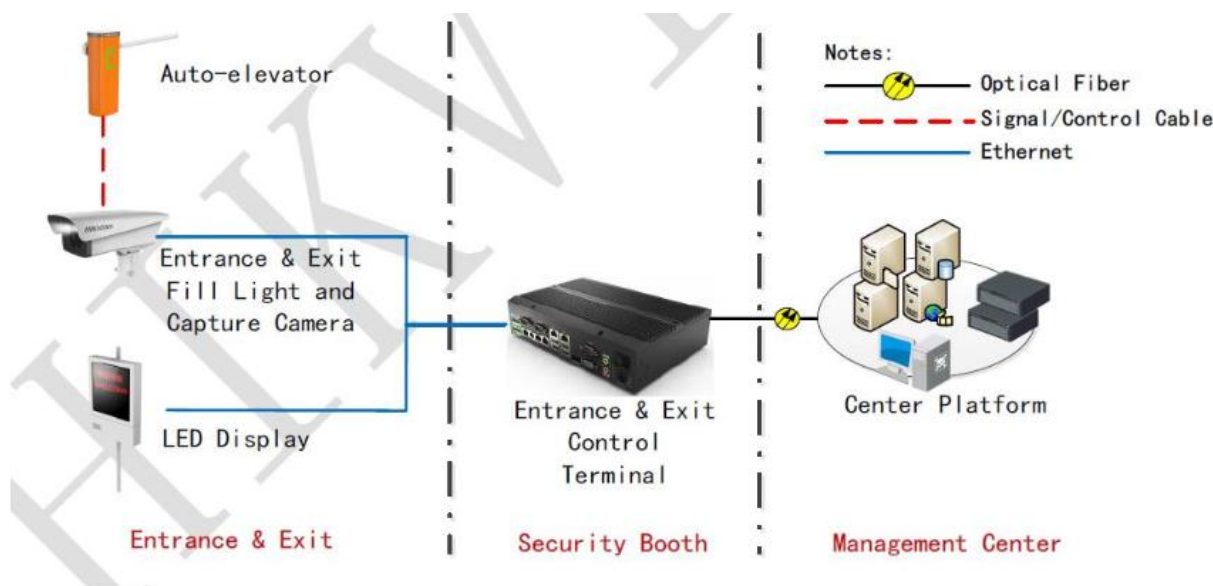 Auto-elevator
Entrance & Exit
Fill Light and
Capture Camera
LED Display
Entrance & Exit
Entrance & Exit
Control
Terminal
Security Booth
Notes:
Optical Fiber
Signal/Control Cable
Ethernet
Center Platform
Management Center
HIKV